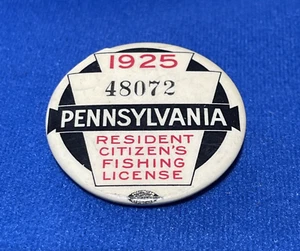 1925
48072
PENNSYLVANIA
RESIDENT
CITIZEN'S
FISHING
LICENSE